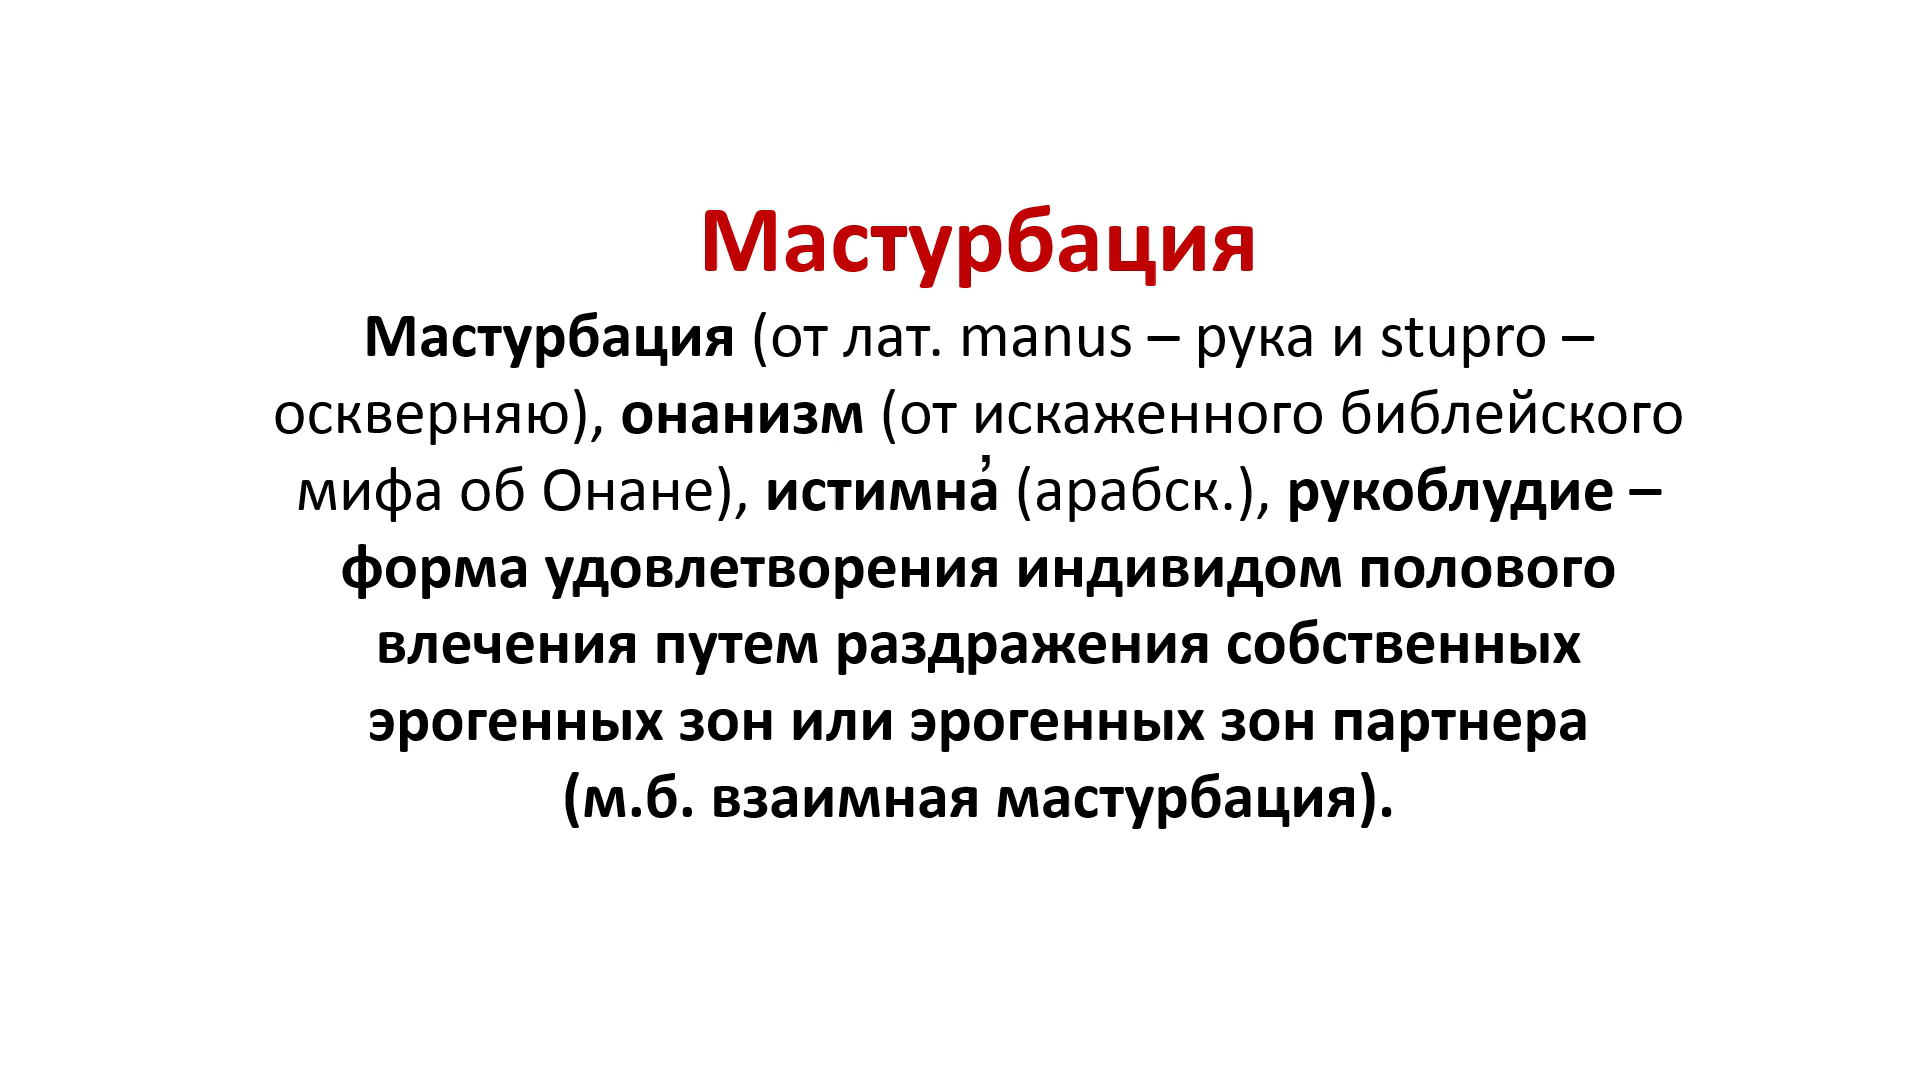 Мастурбация
Мастурбация (от лат. manus – рука и stupro –
оскверняю), онанизм (от искаженного библейского
мифа об Онане), истимна̓ (арабск.), рукоблудие –
форма удовлетворения индивидом полового
влечения путем раздражения собственных
эрогенных зон или эрогенных зон партнера
(м.б. взаимная мастурбация).